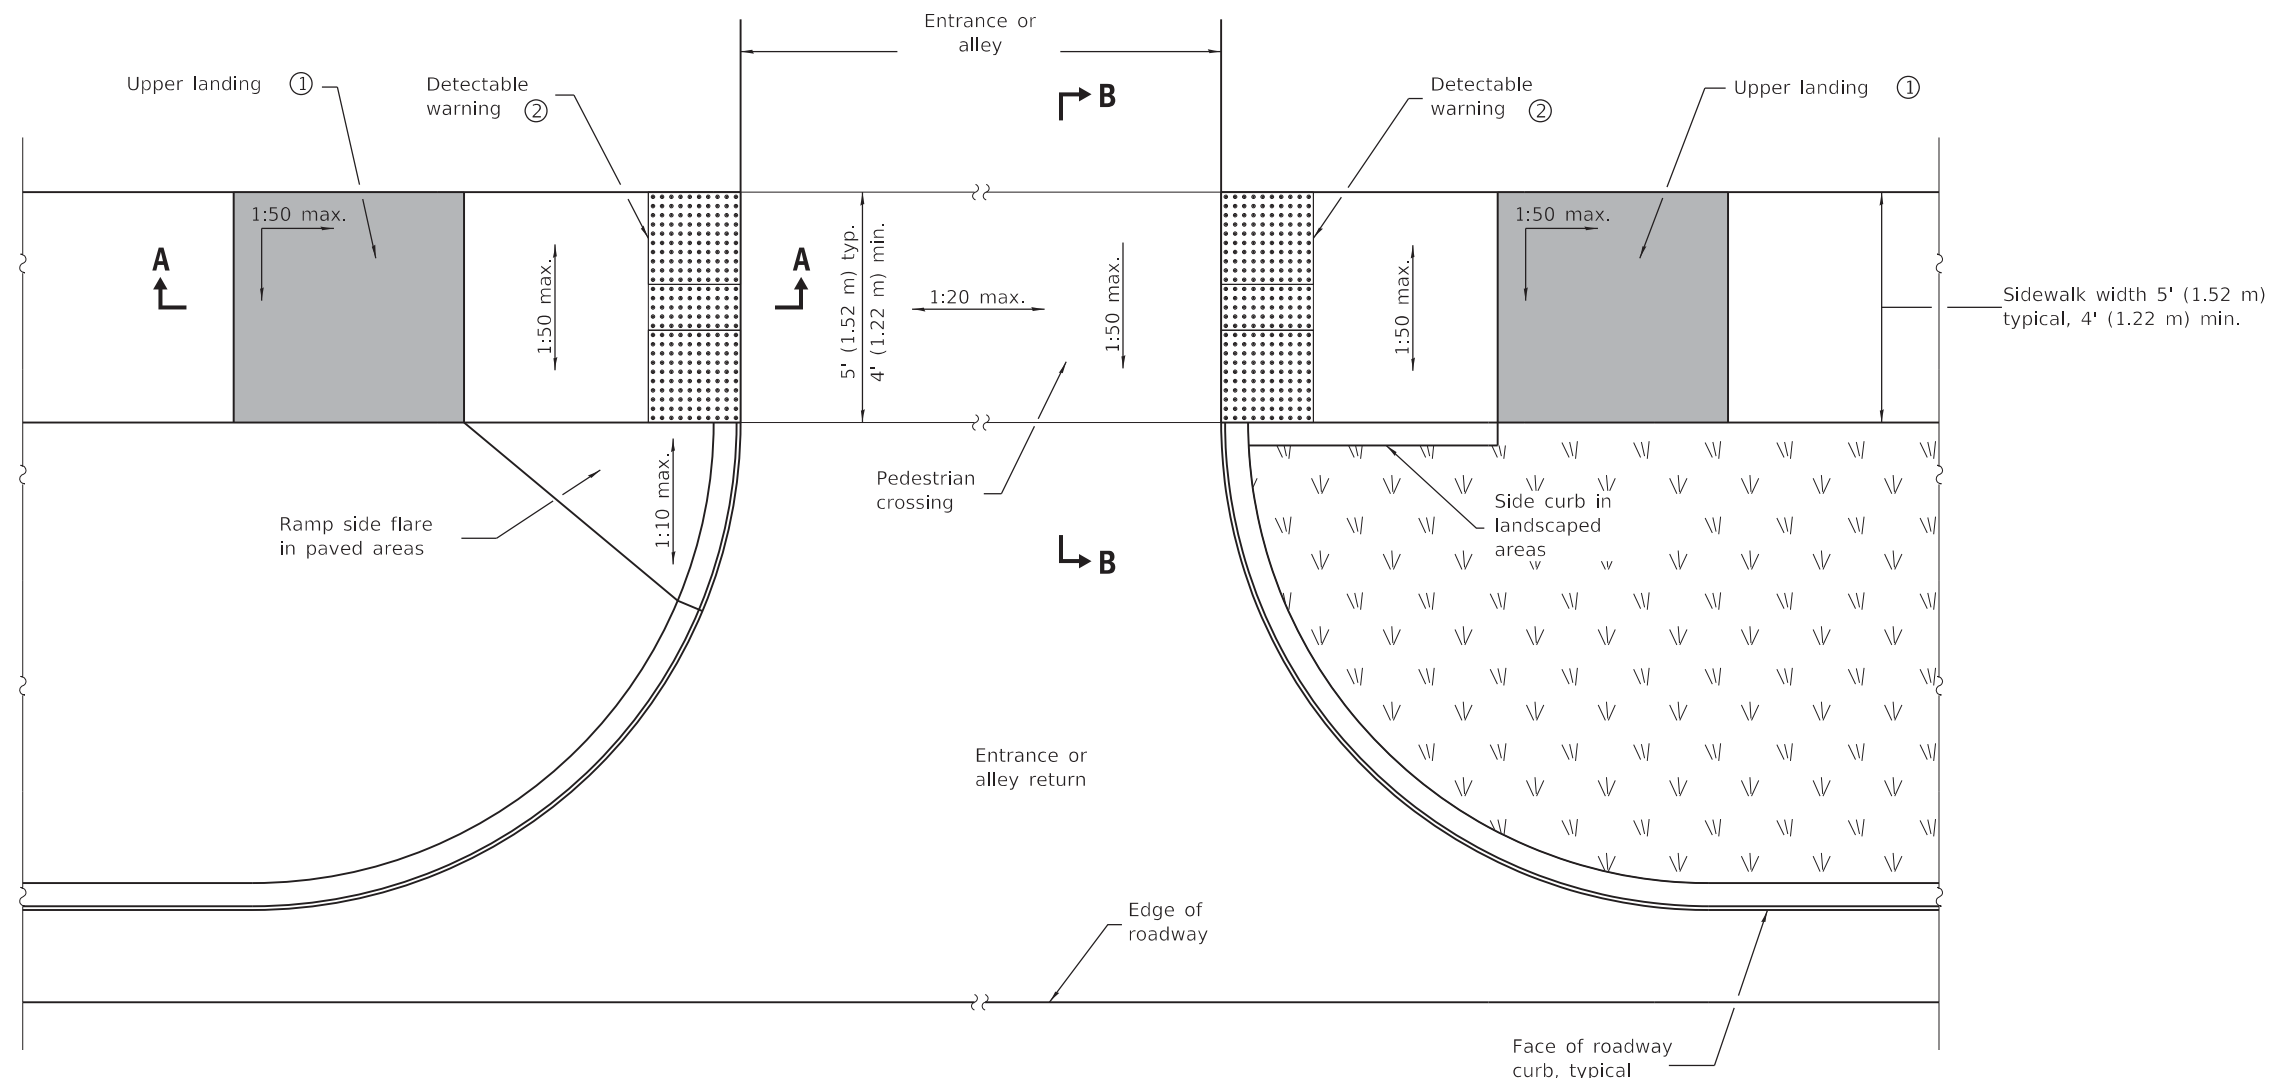 Entrance or
alley
Upper landing ①
Detectable
warning ②
B
Detectable
warning ②
Upper landing ①
1:50 max.
1:50 max.
A
A
1:50 max.
5' (1.52 m) typ.
4' (1.22 m) min.
1:20 max.
1:50 max.
1:50 max.
Sidewalk width 5' (1.52 m)
typical, 4' (1.22 m) min.
1:10 max.
Pedestrian
crossing
Ramp side flare
in paved areas
Side curb in
landscaped
areas
B
Entrance or
alley return
Edge of
roadway
Face of roadway
curb, typical